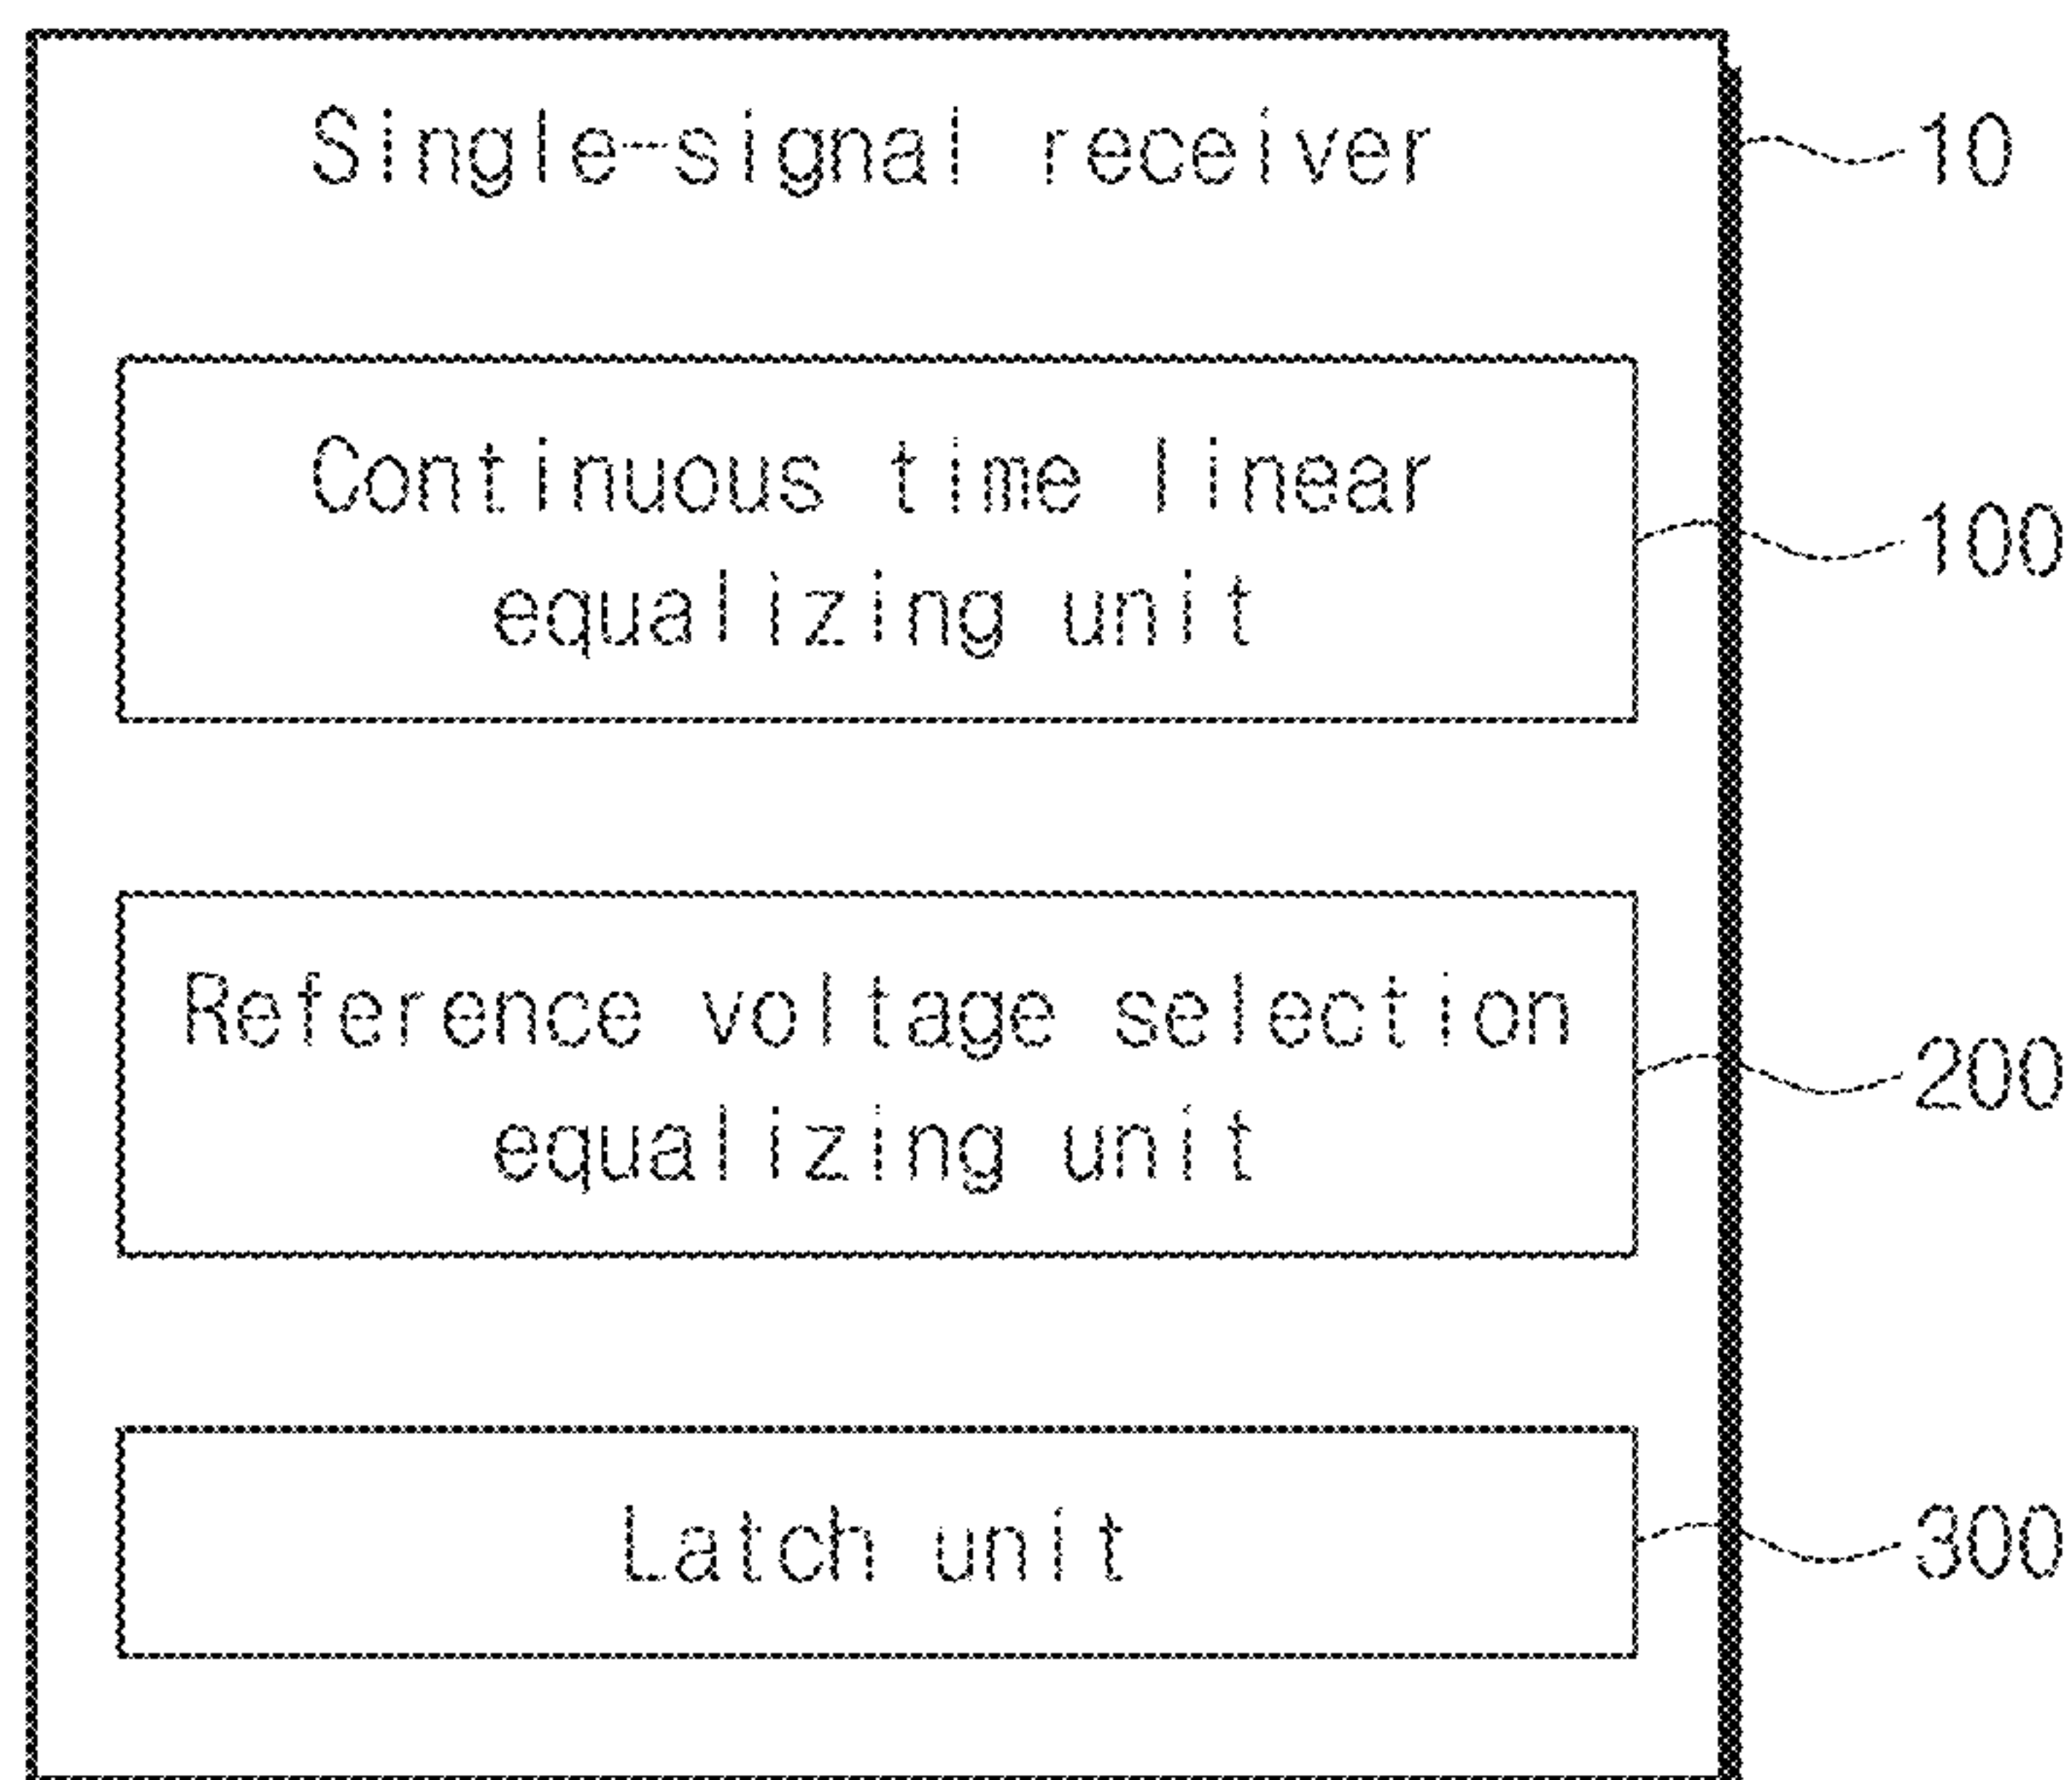 Single-signal receiver
10
Continuous time linear
equalizing unit
100
Reference voltage selection
equalizing unit
200
Latch unit
300